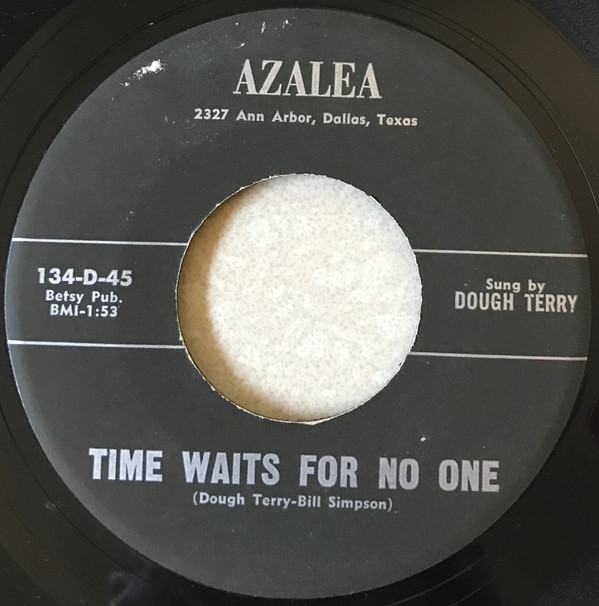 AZALEA
2327 Ann Arbor, Dallas, Texas
134-D-45
Betsy Pub.
BMI-1:53
Sung by
DOUGH TERRY
TIME WAITS FOR NO ONE
(Dough Terry-Bill Simpson)